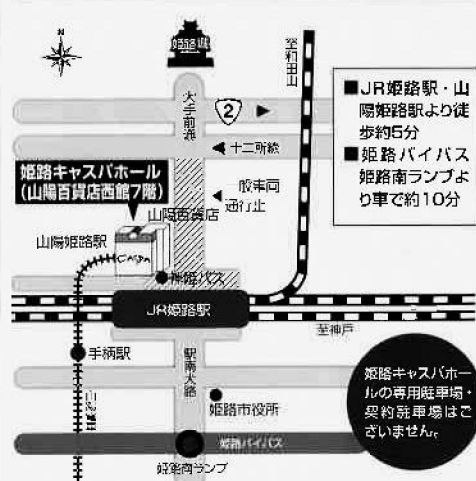 姫路城
至和田山
大手前通
2
十二所線
一般車両
通行止
■JR姫路駅・山
陽姫路駅より徒
歩約5分
■姫路バイパス
姫路南ランプよ
り車で約10分
姫路キャスパホール
(山陽百貨店西館7階)
山陽百貨店
山陽姫路駅
CASPA
神姫バス
JR姫路駅
至神戸
手柄駅
駅南大路
姫路市役所
姫路キャスパホー
ルの専用駐車場・
契約駐車場はご
ざいません。
姫路バイパス
姫路南ランプ